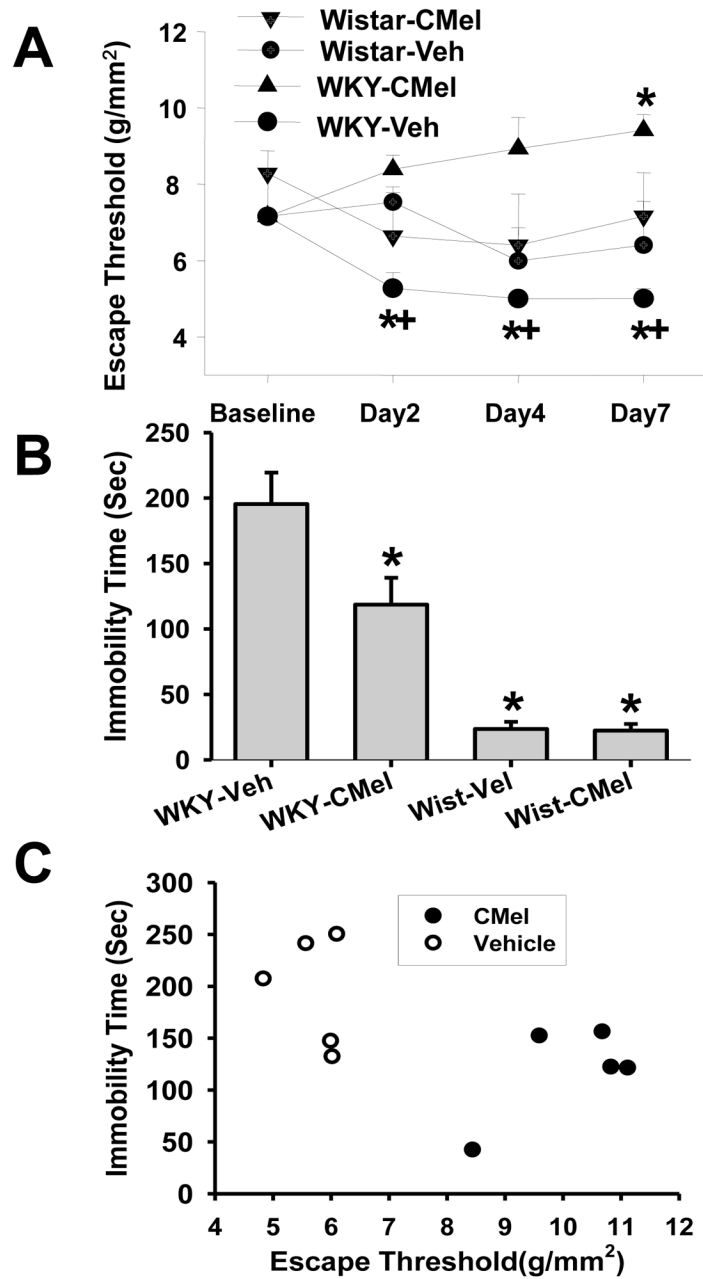 A
Escape Threshold (g/mm²)
12
10
8
6
4
Wistar-CMel
Wistar-Veh
WKY-CMel
WKY-Veh
*
*+
*+
*+
Baseline Day2 Day4 Day7
B
Immobility Time (Sec)
250
200
150
100
50
0
*
*
*
WKY-Veh WKY-CMel Wist-Vel Wist-CMel
C
Immobility Time (Sec)
300
250
200
150
100
50
0
CMel
Vehicle
4 5 6 7 8 9 10 11 12
Escape Threshold(g/mm²)